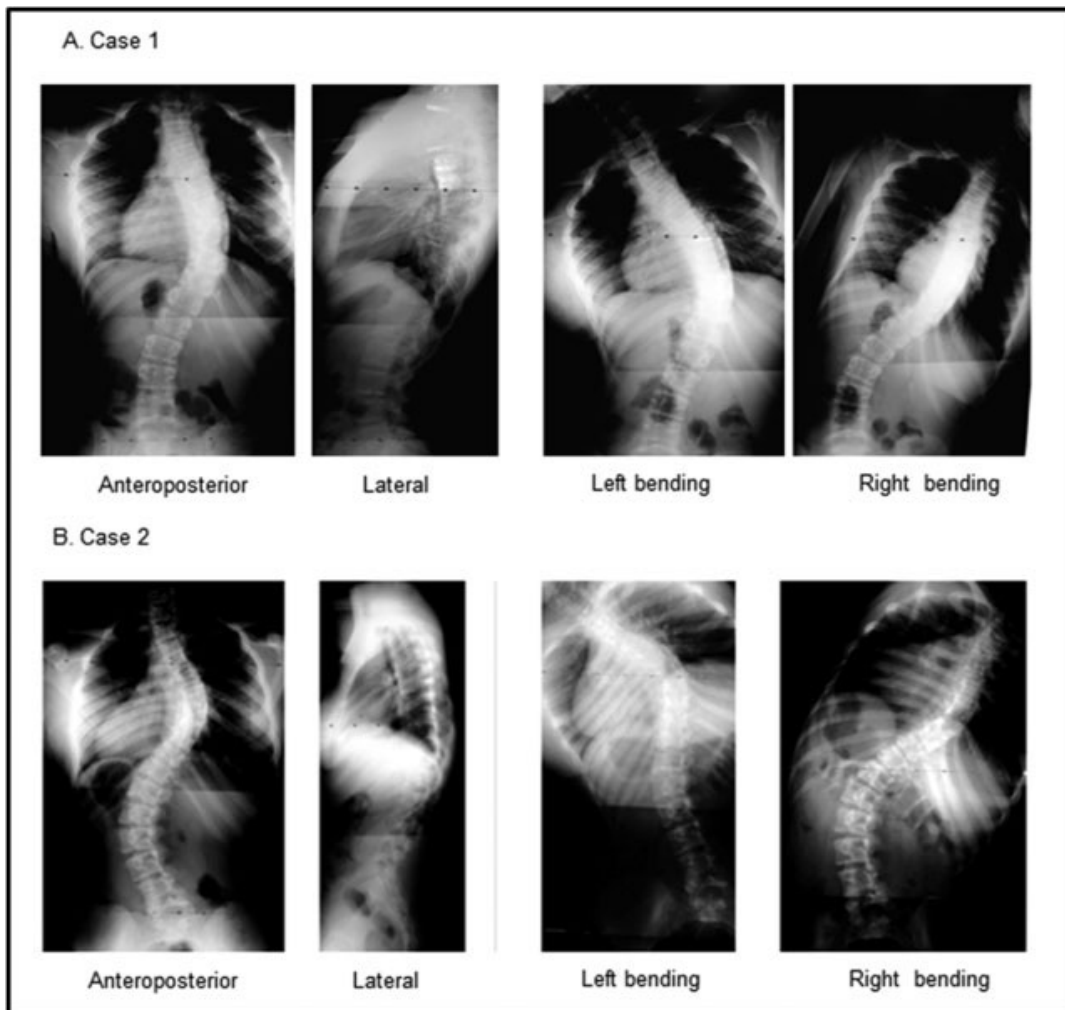 A. Case 1
Anteroposterior
Lateral
Left bending
Right bending
B. Case 2
Anteroposterior
Lateral
Left bending
Right bending